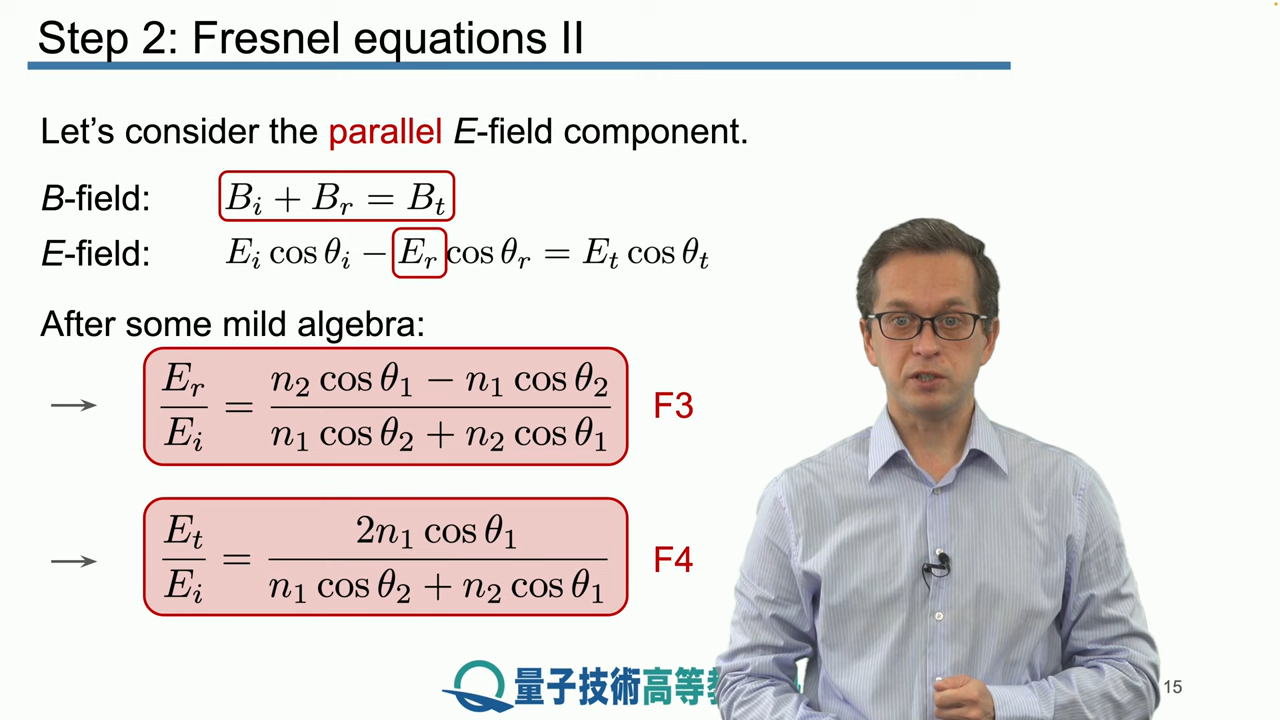 Step 2: Fresnel equations II
Let's consider the parallel E-field component.
B-field: B_i + B_r = B_t
E-field: E_i cos θ_i − E_r cos θ_r = E_t cos θ_t
After some mild algebra:
→ E_r / E_i = (n_2 cos θ_1 − n_1 cos θ_2) / (n_1 cos θ_2 + n_2 cos θ_1) F3
→ E_t / E_i = 2n_1 cos θ_1 / (n_1 cos θ_2 + n_2 cos θ_1) F4
量子技術高等
15